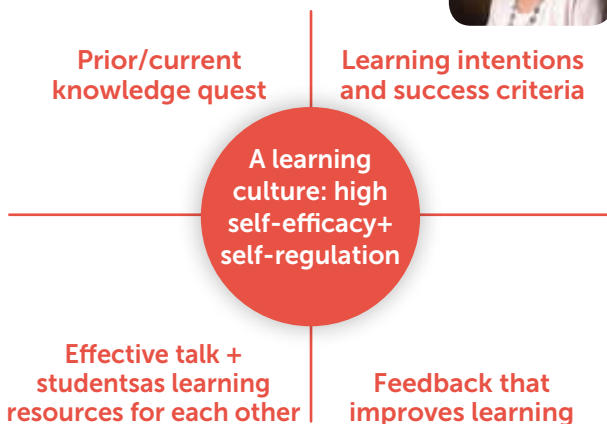 Prior/current
knowledge quest
Learning intentions
and success criteria
A learning
culture: high
self-efficacy+
self-regulation
Effective talk +
studentsas learning
resources for each other
Feedback that
improves learning